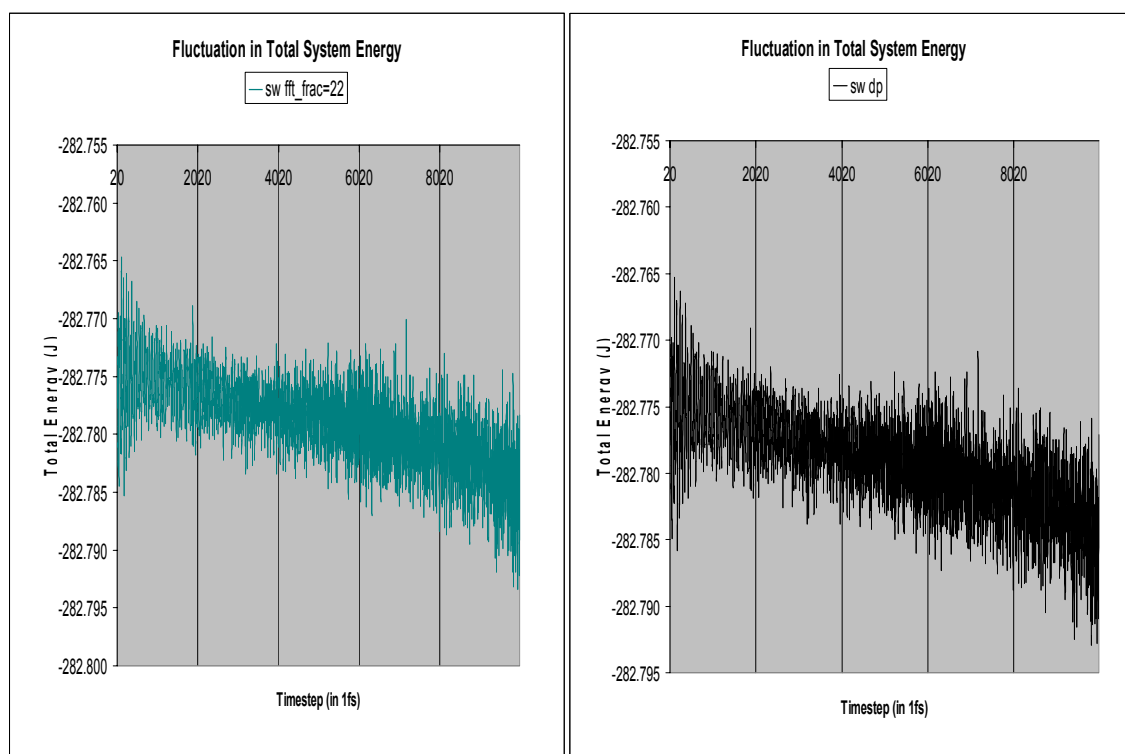 Fluctuation in Total System Energy
sw fft_frac=22
-282.755
20 2020 4020 6020 8020
-282.760
-282.765
-282.770
-282.775
-282.780
-282.785
-282.790
-282.795
-282.800
Total Energy (J)
Timestep (in 1fs)
Fluctuation in Total System Energy
sw dp
-282.755
20 2020 4020 6020 8020
-282.760
-282.765
-282.770
-282.775
-282.780
-282.785
-282.790
-282.795
Total Energy (J)
Timestep (in 1fs)